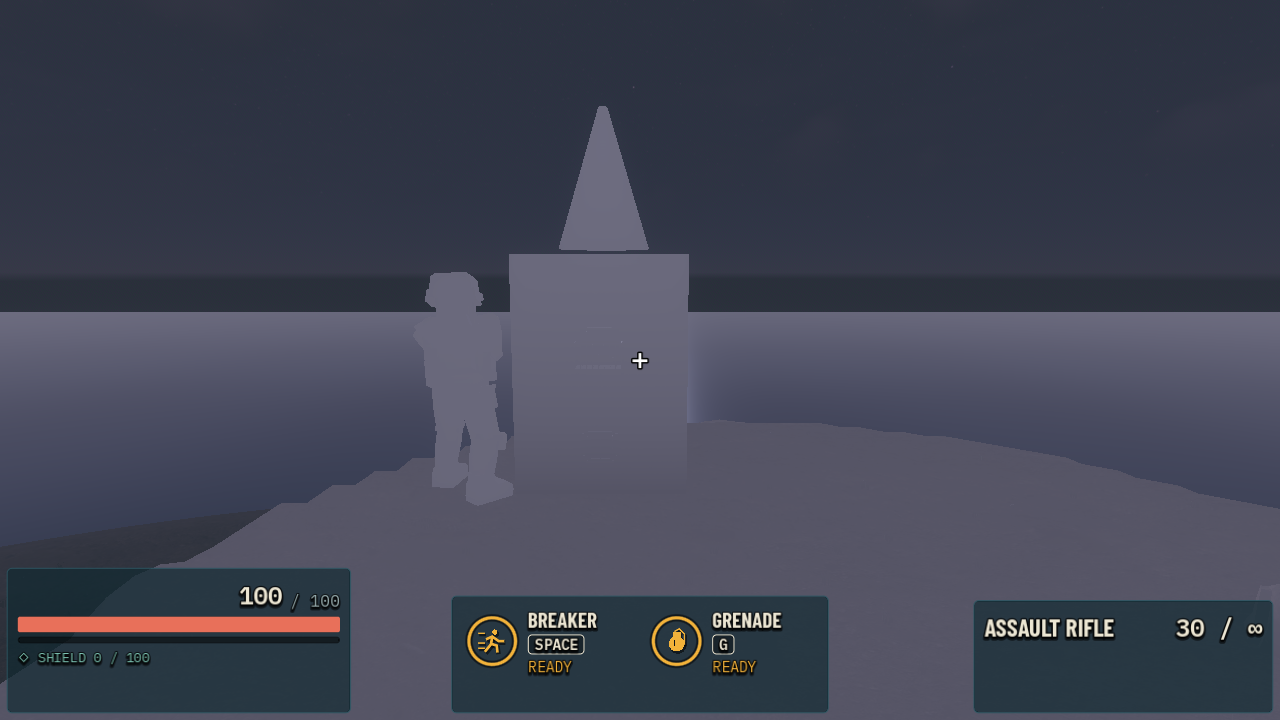 100 / 100
◇ SHIELD 0 / 100
BREAKER
SPACE
READY
GRENADE
G
READY
ASSAULT RIFLE 30 / ∞